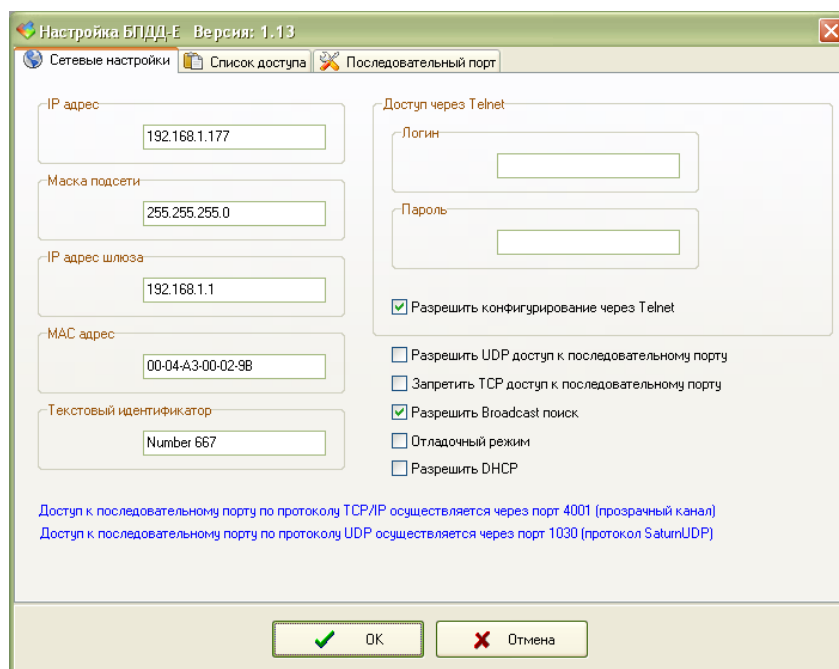 Настройка БПДД-Е Версия: 1.13
Сетевые настройки
Список доступа
Последовательный порт
IP адрес
192.168.1.177
Маска подсети
255.255.255.0
IP адрес шлюза
192.168.1.1
MAC адрес
00-04-A3-00-02-9B
Текстовый идентификатор
Number 667
Доступ через Telnet
Логин
Пароль
Разрешить конфигурирование через Telnet
Разрешить UDP доступ к последовательному порту
Запретить TCP доступ к последовательному порту
Разрешить Broadcast поиск
Отладочный режим
Разрешить DHCP
Доступ к последовательному порту по протоколу TCP/IP осуществляется через порт 4001 (прозрачный канал)
Доступ к последовательному порту по протоколу UDP осуществляется через порт 1030 (протокол SaturnUDP)
OK
Отмена